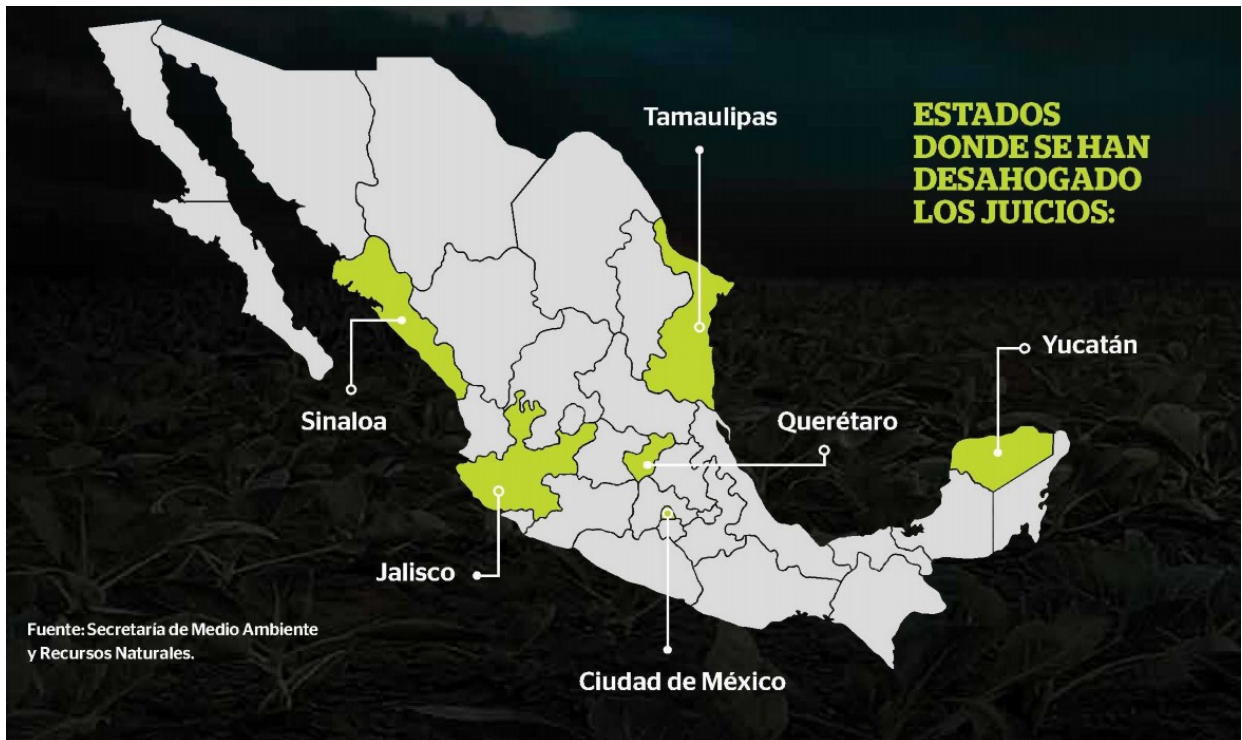 ESTADOS
DONDE SE HAN
DESAHOGADO
LOS JUICIOS:
Tamaulipas
Yucatán
Sinaloa
Querétaro
Jalisco
Ciudad de México
Fuente: Secretaría de Medio Ambiente
y Recursos Naturales.